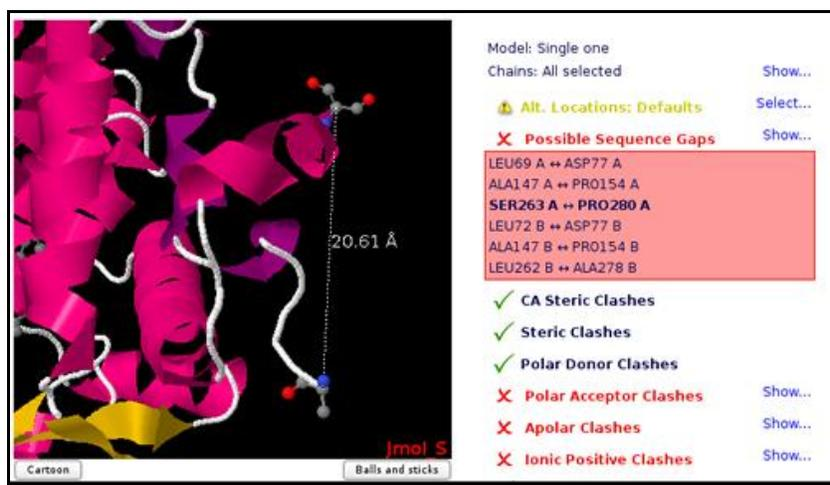 20.61 Å
Jmol_S
Cartoon
Balls and sticks
Model: Single one
Chains: All selected Show...
Alt. Locations: Defaults Select...
Possible Sequence Gaps Show...
LEU69 A ↔ ASP77 A
ALA147 A ↔ PRO154 A
SER263 A ↔ PRO280 A
LEU72 B ↔ ASP77 B
ALA147 B ↔ PRO154 B
LEU262 B ↔ ALA278 B
CA Steric Clashes
Steric Clashes
Polar Donor Clashes
Polar Acceptor Clashes Show...
Apolar Clashes Show...
Ionic Positive Clashes Show...